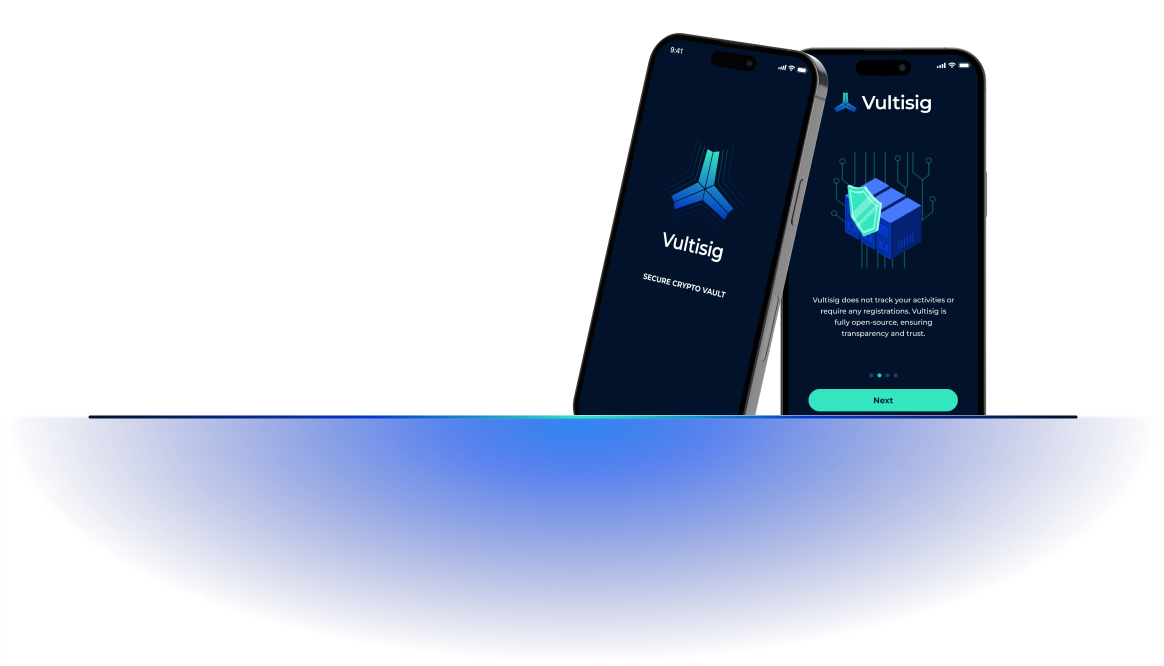 9:41
Vultisig
SECURE CRYPTO VAULT
Vultisig
Vultisig does not track your activities or
require any registrations. Vultisig is
fully open-source, ensuring
transparency and trust.
Next